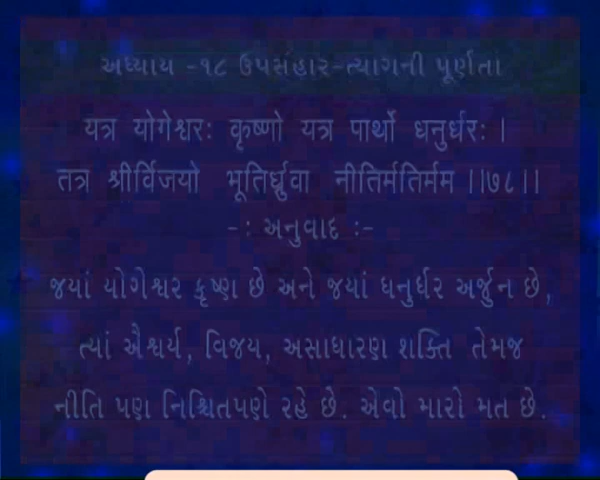 અધ્યાય -૧૮ ઉપસંહાર-ત્યાગની પૂર્ણતા
यत्र योगेश्वरः कृष्णो यत्र पार्थो धनुर्धरः |
तत्र श्रीर्विजयो भूतिर्ध्रुवा नीतिर्मतिर्मम ||૭૮||
-: અનુવાદ :-
જયાં યોગેશ્વર કૃષ્ણ છે અને જયાં ધનુર્ધર અર્જુન છે,
ત્યાં ઐશ્વર્ય, વિજય, અસાધારણ શક્તિ તેમજ
નીતિ પણ નિશ્ચિતપણે રહે છે. એવો મારો મત છે.